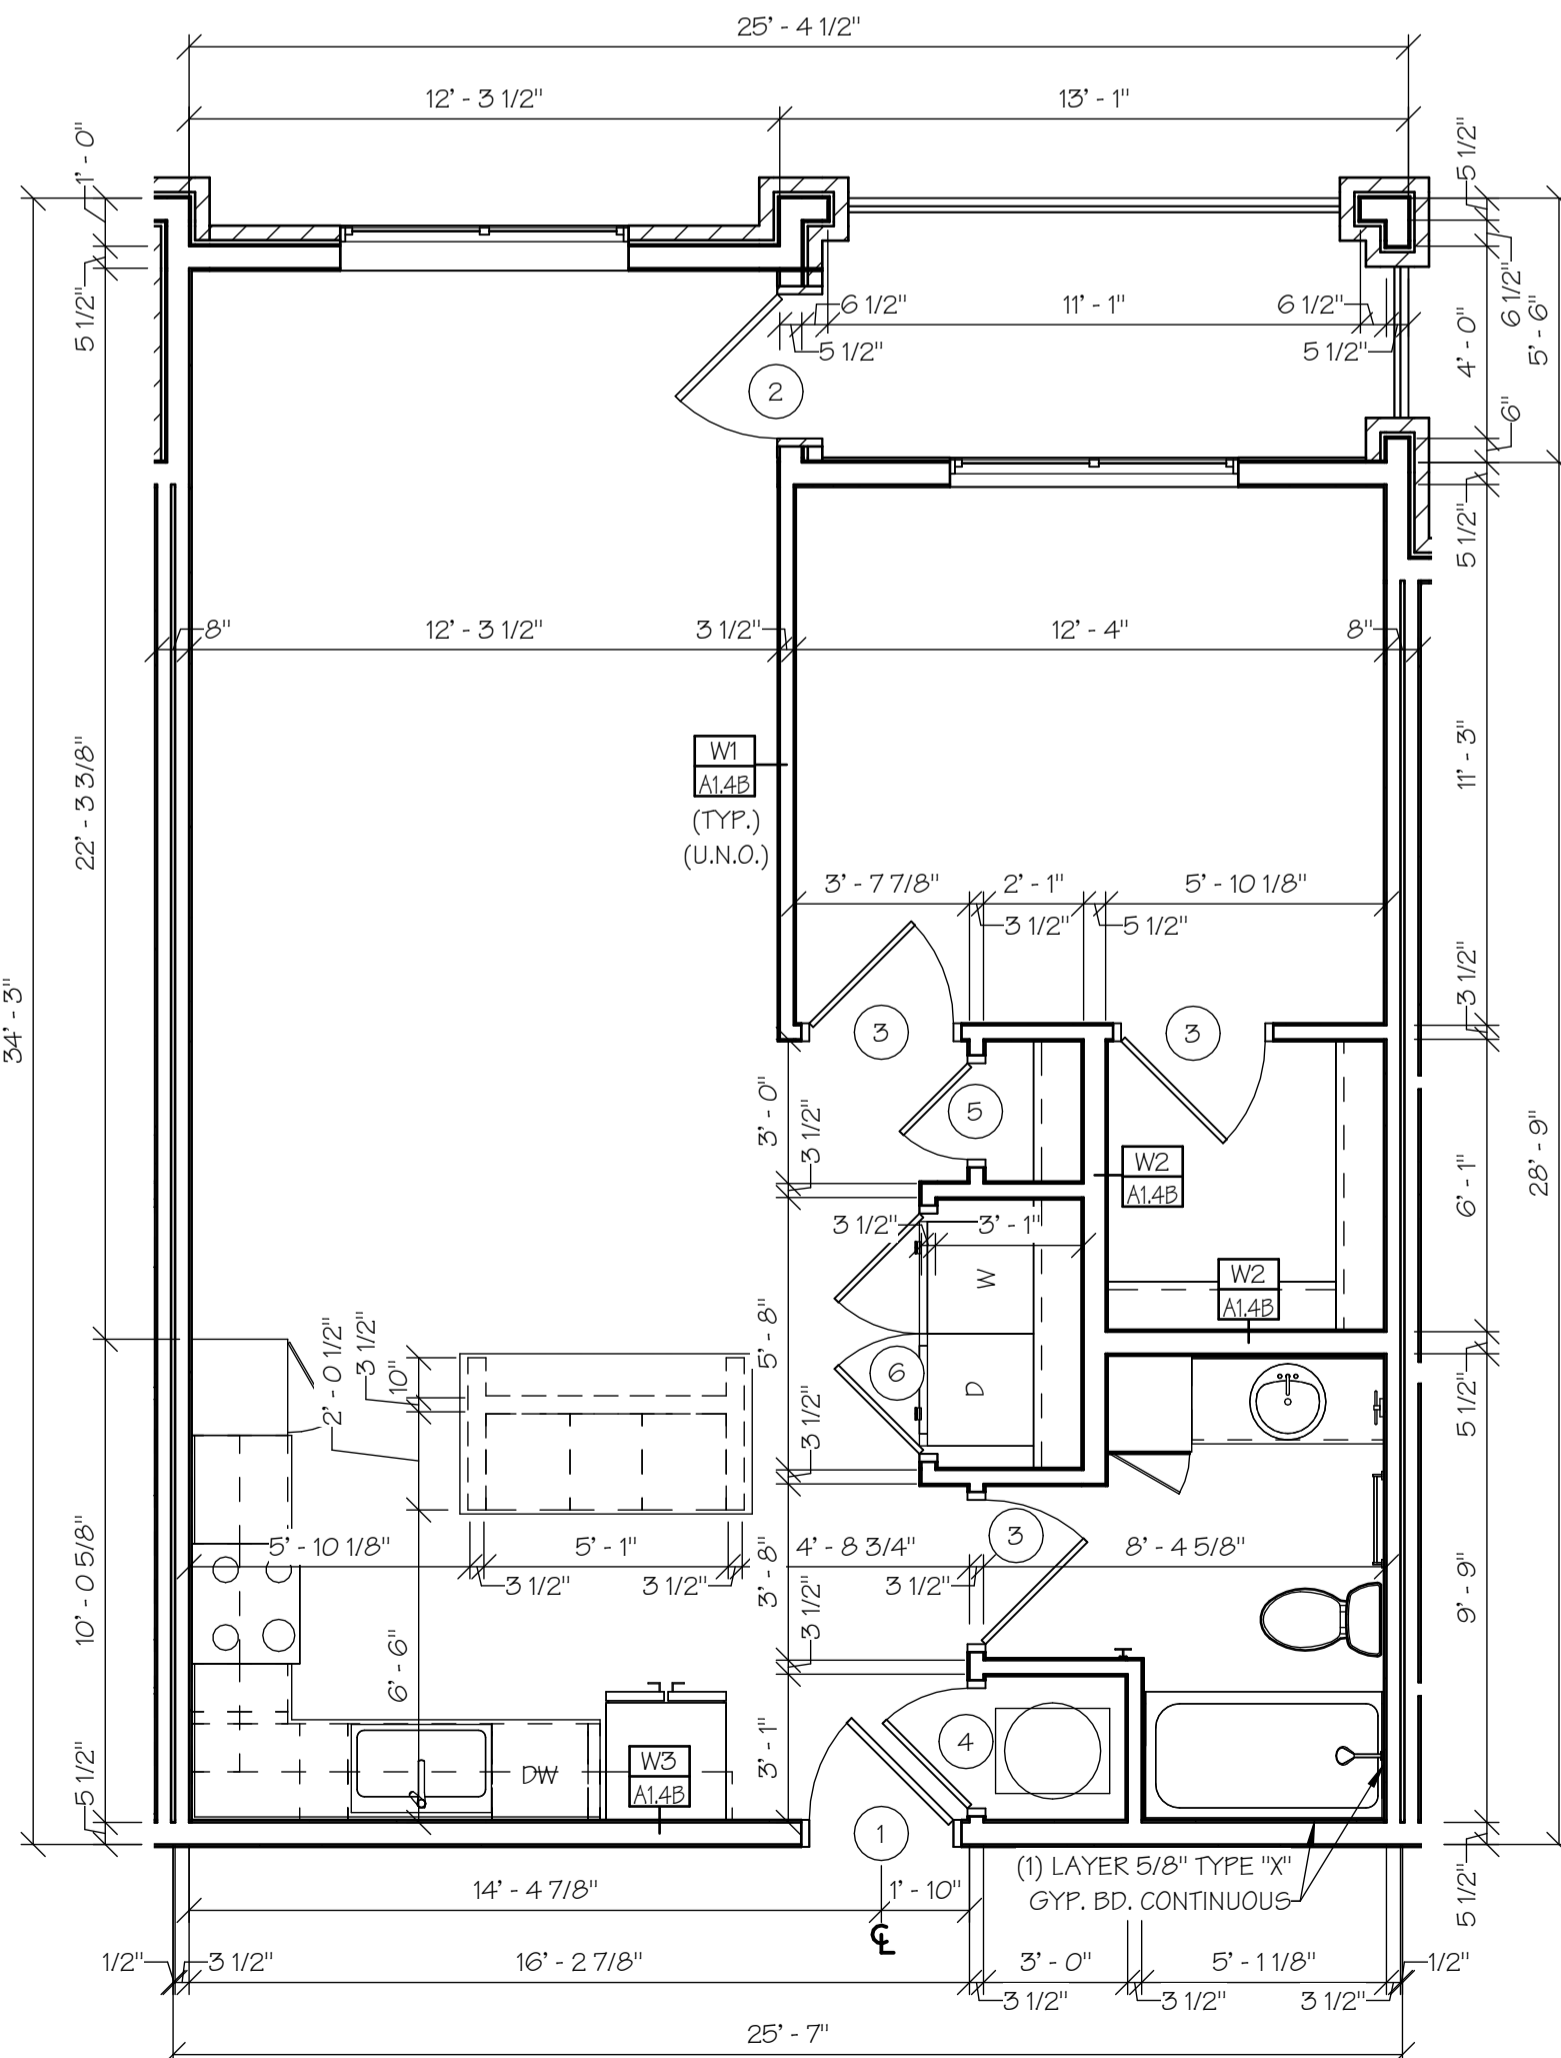 25' - 4 1/2"
12' - 3 1/2"
13' - 1"
1' - 0"
5 1/2"
5 1/2"
6 1/2"
11' - 1"
6 1/2"
5 1/2"
5 1/2"
6 1/2"
4' - 0"
5' - 6"
6"
5 1/2"
2
8"
12' - 3 1/2"
3 1/2"
12' - 4"
8"
W1
A1.4B
(TYP.)
(U.N.O.)
22' - 3 3/8"
34' - 3"
11' - 3"
3' - 7 7/8"
2' - 1"
5' - 10 1/8"
3 1/2"
5 1/2"
3 1/2"
3
3
5
3' - 0"
3 1/2"
W2
A1.4B
6' - 1"
28' - 9"
3 1/2"
3' - 1"
W
W2
A1.4B
5' - 8"
6
D
2' - 0 1/2"
3 1/2"
10"
5 1/2"
3 1/2"
3
5' - 10 1/8"
5' - 1"
4' - 8 3/4"
8' - 4 5/8"
3 1/2"
3 1/2"
3 1/2"
3' - 8"
3 1/2"
10' - 0 5/8"
9' - 9"
6' - 6"
4
3' - 1"
DW
W3
A1.4B
5 1/2"
1
(1) LAYER 5/8" TYPE "X"
GYP. BD. CONTINUOUS
5 1/2"
14' - 4 7/8"
1' - 10"
℄
1/2"
3 1/2"
16' - 2 7/8"
3' - 0"
5' - 1 1/8"
1/2"
3 1/2"
3 1/2"
3 1/2"
25' - 7"